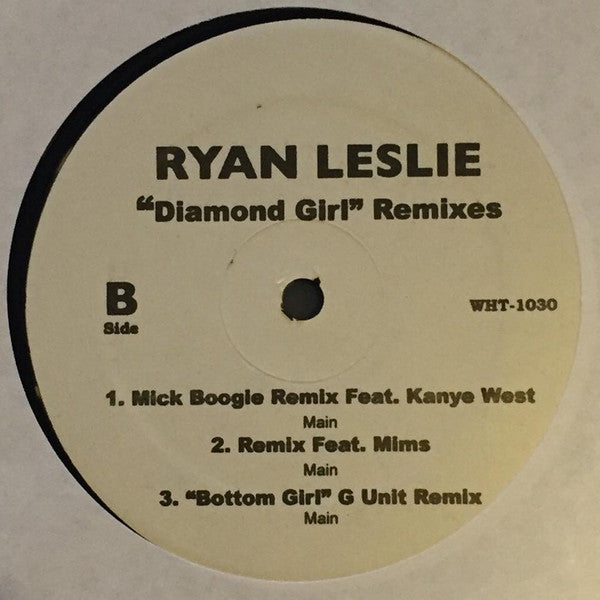 RYAN LESLIE
“Diamond Girl” Remixes
B
Side
WHT-1030
1. Mick Boogie Remix Feat. Kanye West
Main
2. Remix Feat. Mims
Main
3. “Bottom Girl” G Unit Remix
Main